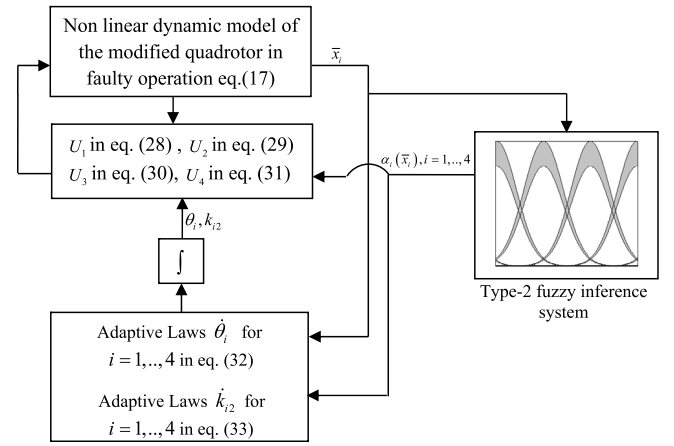 Non linear dynamic model of
the modified quadrotor in
faulty operation eq.(17)
x̅ᵢ
U₁ in eq. (28) , U₂ in eq. (29)
U₃ in eq. (30), U₄ in eq. (31)
αᵢ(x̅ᵢ), i = 1,.., 4
θᵢ, kᵢ₂
∫
Type-2 fuzzy inference
system
Adaptive Laws θ̇ᵢ for
i = 1,.., 4 in eq. (32)
Adaptive Laws k̇ᵢ₂ for
i = 1,.., 4 in eq. (33)